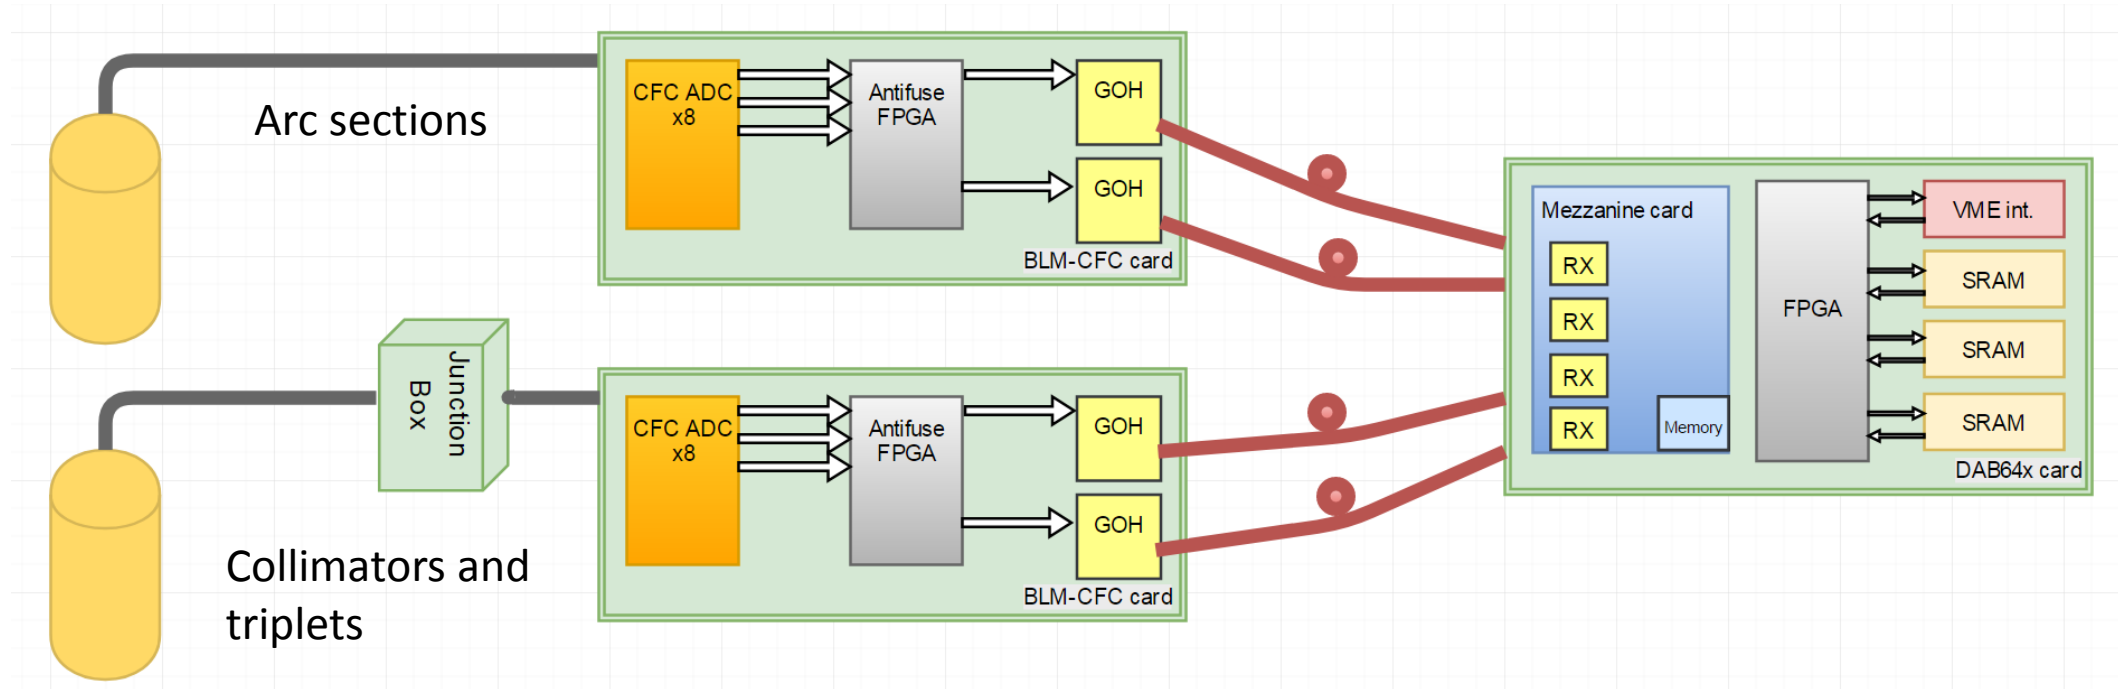 Arc sections
CFC ADC
x8
Antifuse
FPGA
GOH
GOH
BLM-CFC card
Junction
Box
Collimators and
triplets
CFC ADC
x8
Antifuse
FPGA
GOH
GOH
BLM-CFC card
Mezzanine card
RX
RX
RX
RX
Memory
FPGA
VME int.
SRAM
SRAM
SRAM
DAB64x card